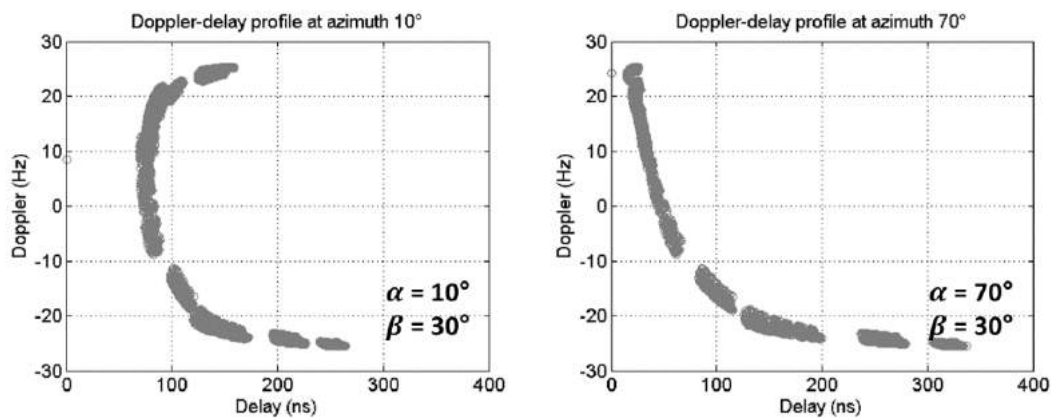 Doppler-delay profile at azimuth 10°
30
20
10
0
-10
-20
-30
Doppler (Hz)
0 100 200 300 400
Delay (ns)
α = 10°
β = 30°
Doppler-delay profile at azimuth 70°
30
20
10
0
-10
-20
-30
Doppler (Hz)
0 100 200 300 400
Delay (ns)
α = 70°
β = 30°